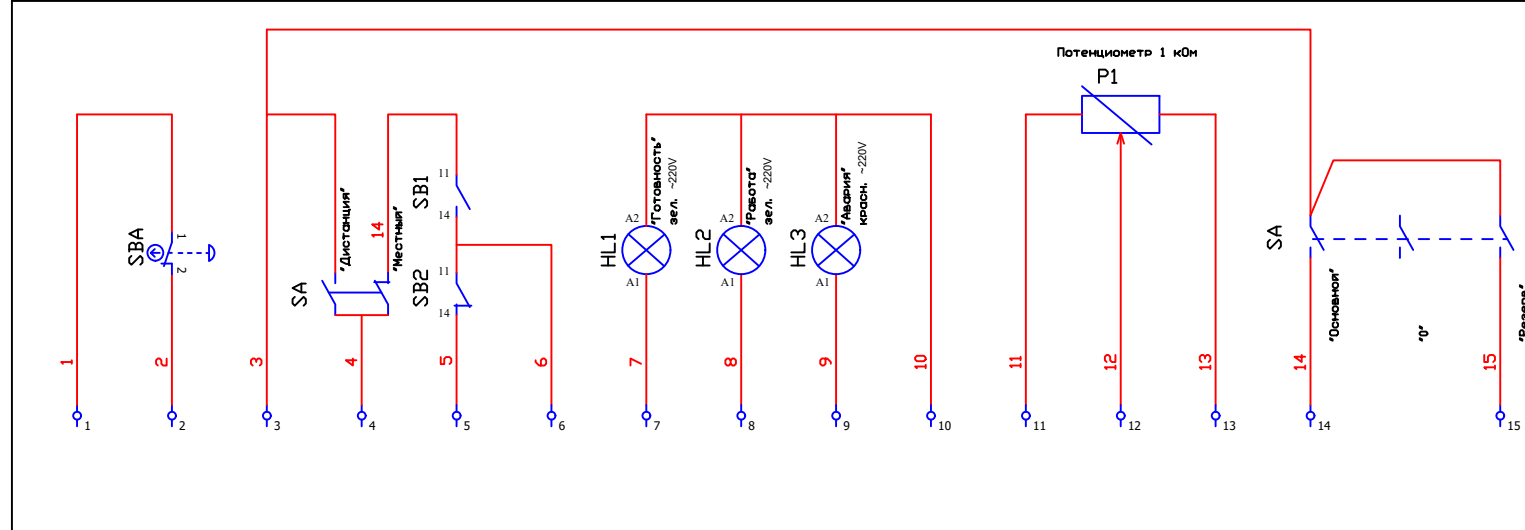 Потенциометр 1 кОм
P1
"Готовность"
зел. ~220V
"Работа"
зел. ~220V
"Авария"
красн. ~220V
SBA
1
2
"Дистанция"
14
"Местный"
SA
SB1
11
14
SB2
11
14
HL1
A2
A1
HL2
A2
A1
HL3
A2
A1
SA
"Основной"
"0"
"Резерв"
1
2
3
4
5
6
7
8
9
10
11
12
13
14
15
1
2
3
4
5
6
7
8
9
10
11
12
13
14
15